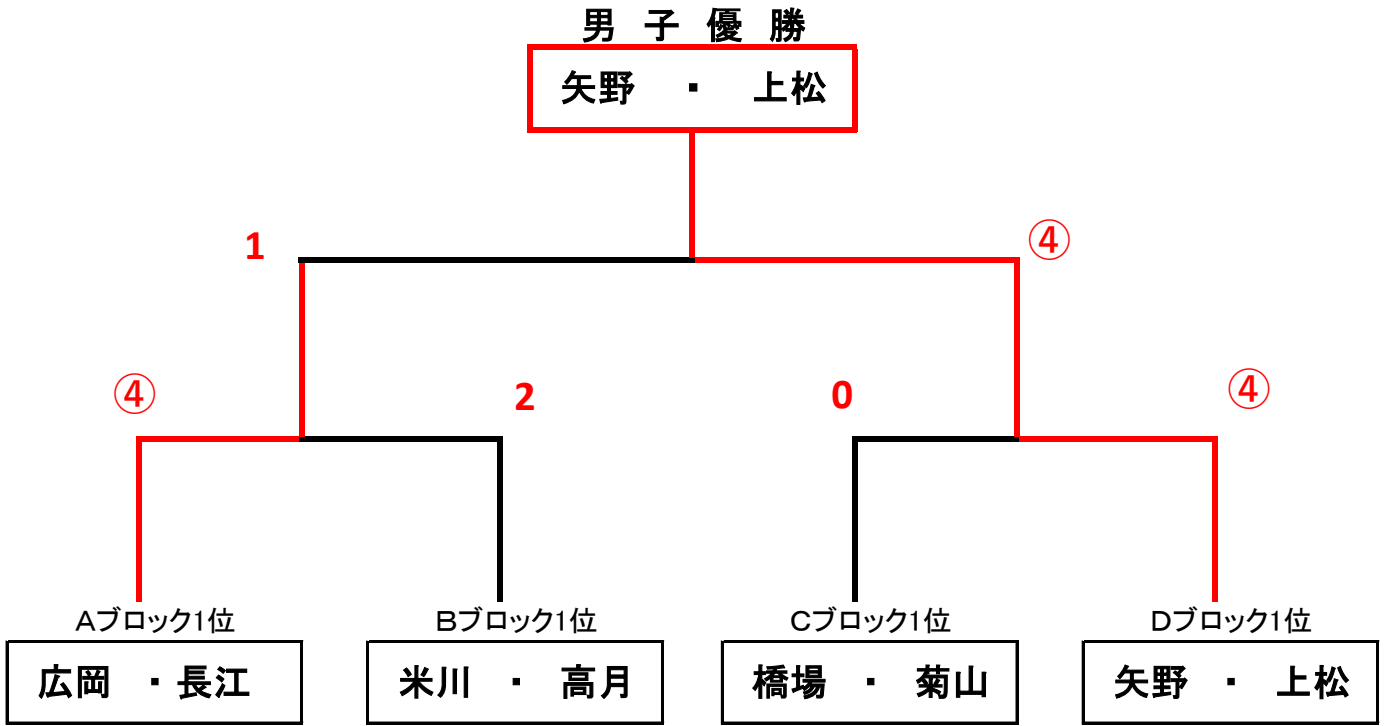 男子優勝
矢野 ・ 上松
1 ④
④ 2 0 ④
Aブロック1位 Bブロック1位 Cブロック1位 Dブロック1位
広岡 ・長江 米川 ・ 高月 橋場 ・ 菊山 矢野 ・ 上松